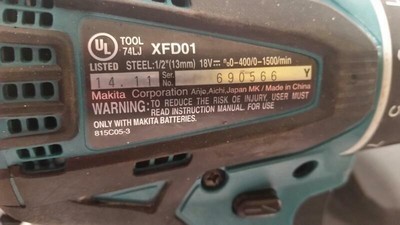 UL TOOL XFD01
LISTED 74LJ
STEEL:1/2"(13mm) 18V⎓ n₀0-400/0-1500/min
14.11 Ser. No. 690566 Y
Makita Corporation Anjo,Aichi,Japan MK / Made in China
WARNING: TO REDUCE THE RISK OF INJURY, USER MUST READ INSTRUCTION MANUAL. FOR USE
ONLY WITH MAKITA BATTERIES.
815C05-3